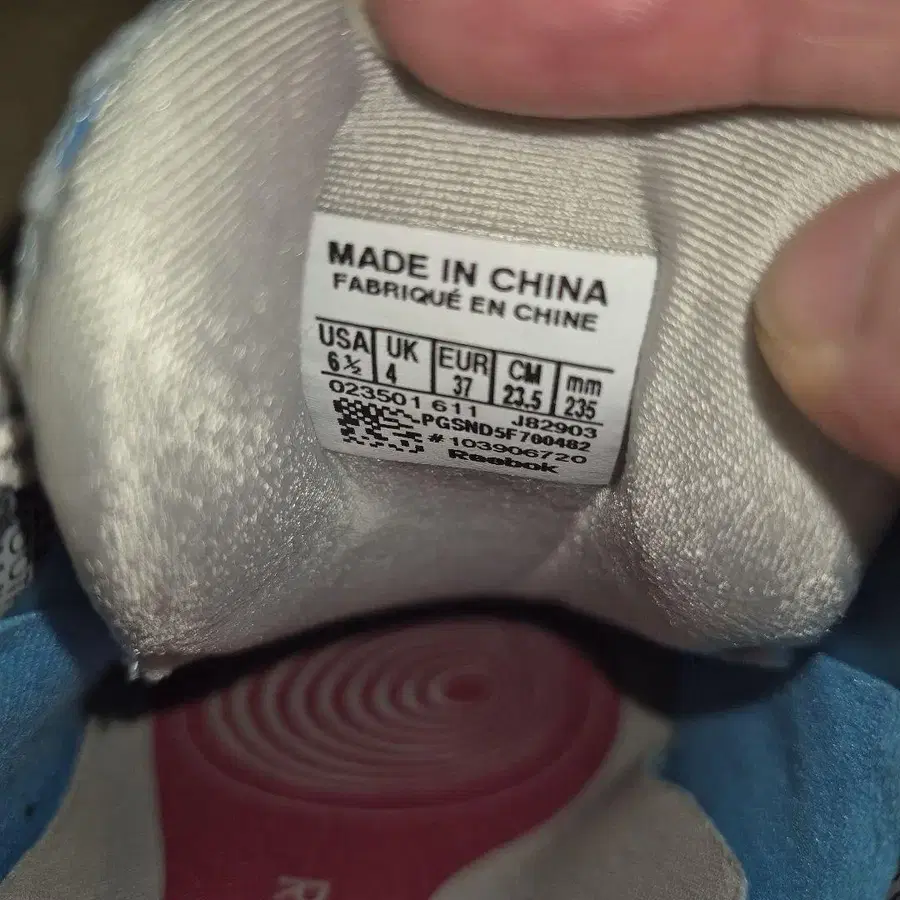 MADE IN CHINA
FABRIQUÉ EN CHINE
USA UK EUR CM mm
6½ 4 37 23.5 235
023501 611 J82903
PGSND5F700482
#103906720
Reebok